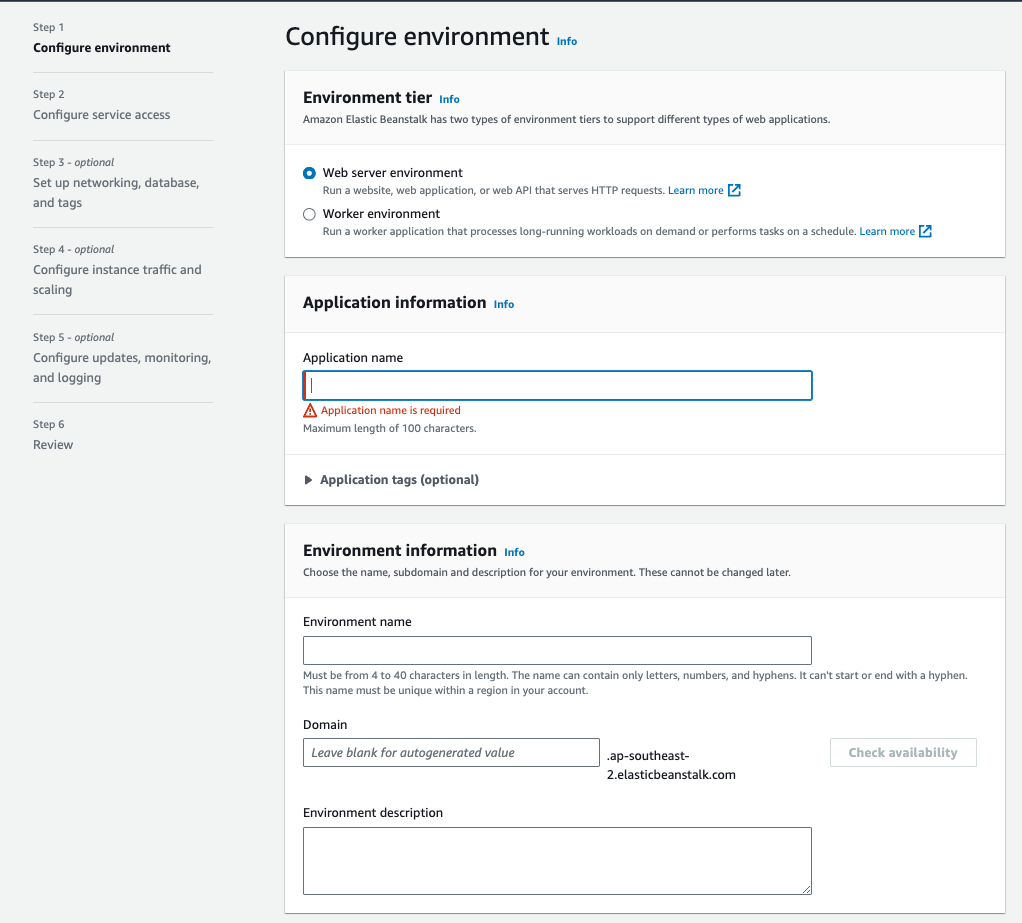 Step 1
Configure environment
Step 2
Configure service access
Step 3 - optional
Set up networking, database,
and tags
Step 4 - optional
Configure instance traffic and
scaling
Step 5 - optional
Configure updates, monitoring,
and logging
Step 6
Review
Configure environment Info
Environment tier Info
Amazon Elastic Beanstalk has two types of environment tiers to support different types of web applications.
Web server environment
Run a website, web application, or web API that serves HTTP requests. Learn more
Worker environment
Run a worker application that processes long-running workloads on demand or performs tasks on a schedule. Learn more
Application information Info
Application name
Application name is required
Maximum length of 100 characters.
Application tags (optional)
Environment information Info
Choose the name, subdomain and description for your environment. These cannot be changed later.
Environment name
Must be from 4 to 40 characters in length. The name can contain only letters, numbers, and hyphens. It can't start or end with a hyphen.
This name must be unique within a region in your account.
Domain
Leave blank for autogenerated value
.ap-southeast-
2.elasticbeanstalk.com
Check availability
Environment description